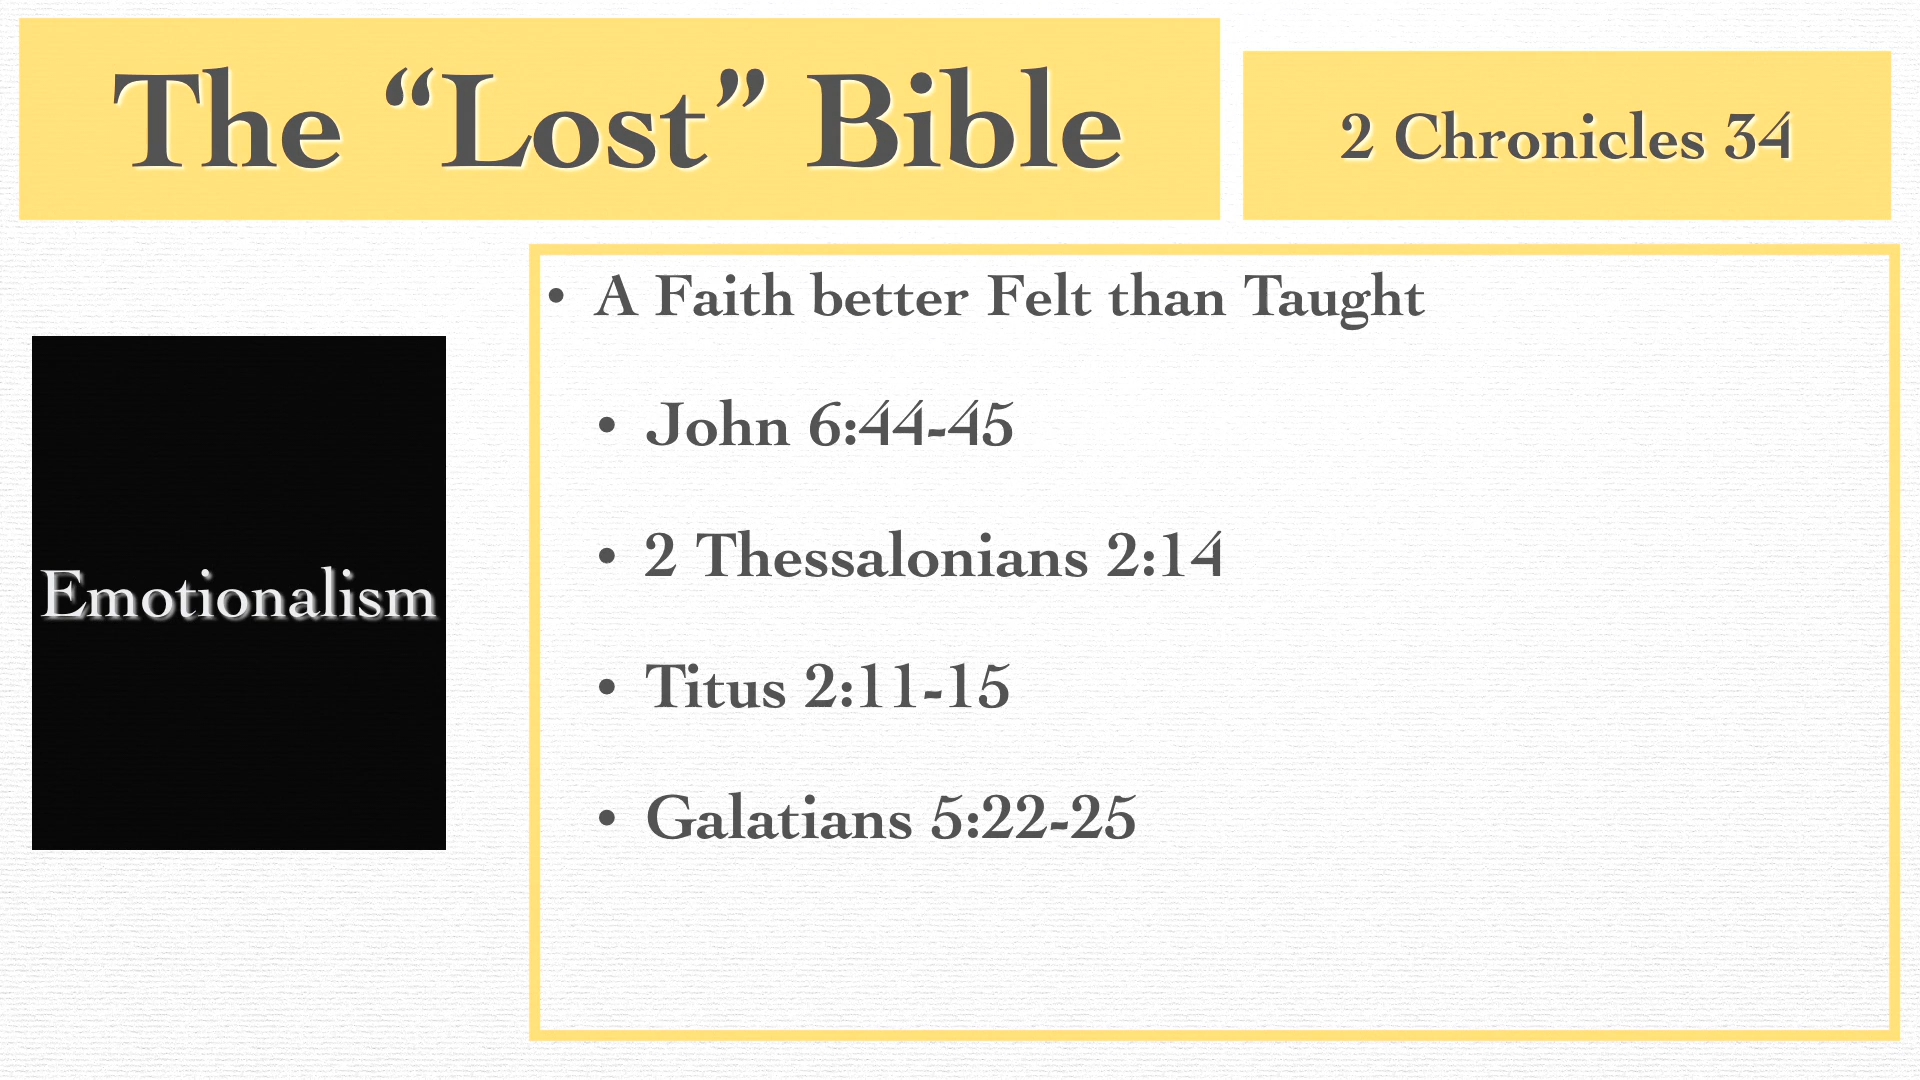 The “Lost” Bible
2 Chronicles 34
Emotionalism
• A Faith better Felt than Taught
• John 6:44-45
• 2 Thessalonians 2:14
• Titus 2:11-15
• Galatians 5:22-25